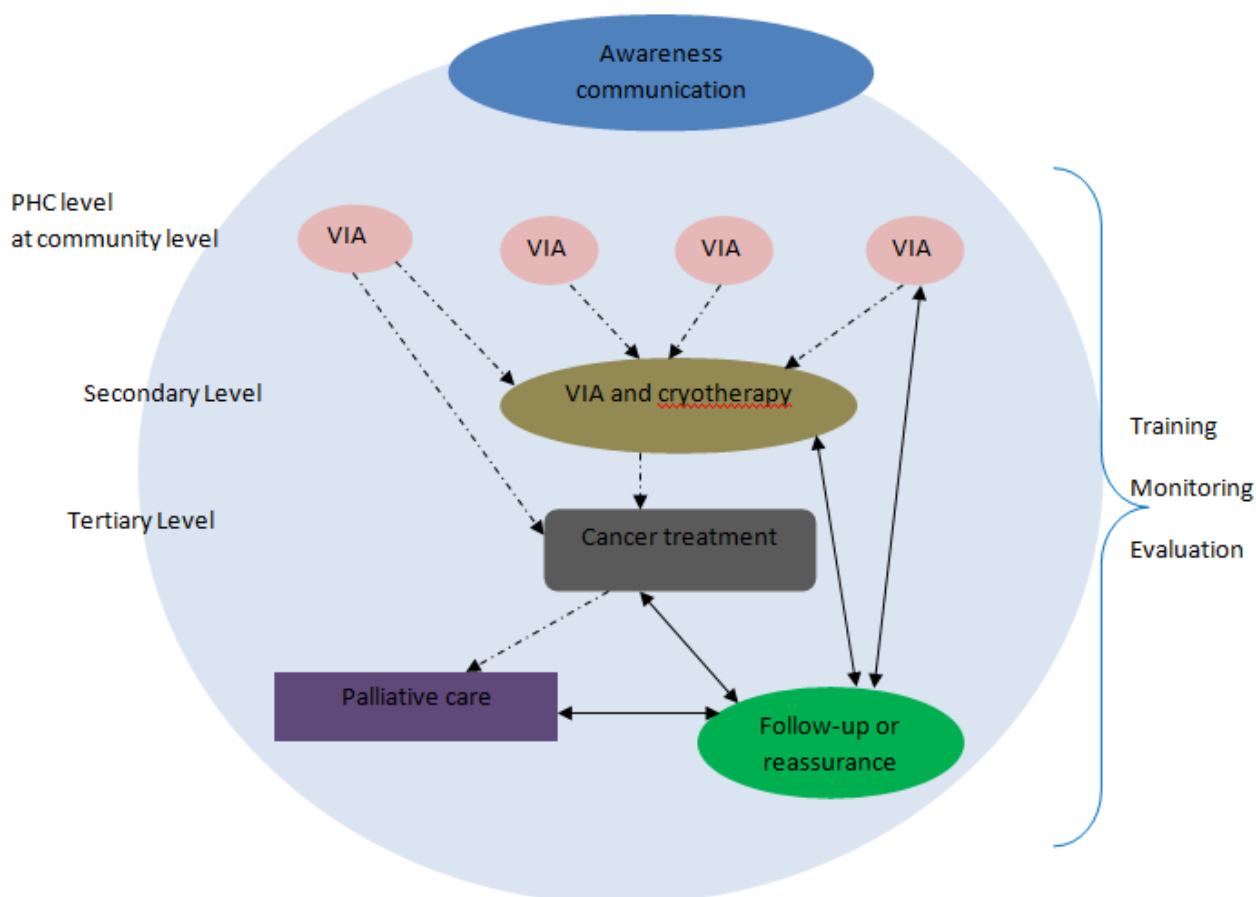 Awareness
communication
PHC level
at community level
VIA
VIA
VIA
VIA
Secondary Level
VIA and cryotherapy
Training
Monitoring
Evaluation
Tertiary Level
Cancer treatment
Palliative care
Follow-up or
reassurance